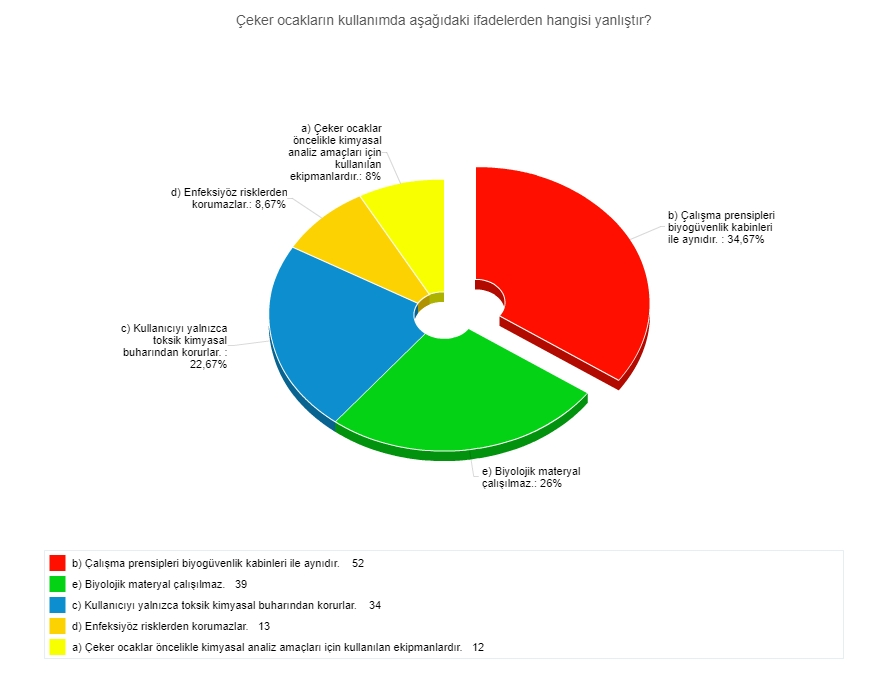 Çeker ocakların kullanımda aşağıdaki ifadelerden hangisi yanlıştır?
a) Çeker ocaklar
öncelikle kimyasal
analiz amaçları için
kullanılan
ekipmanlardır.: 8%
d) Enfeksiyöz risklerden
korumazlar.: 8,67%
b) Çalışma prensipleri
biyogüvenlik kabinleri
ile aynıdır. : 34,67%
c) Kullanıcıyı yalnızca
toksik kimyasal
buharından korurlar. :
22,67%
e) Biyolojik materyal
çalışılmaz.: 26%
b) Çalışma prensipleri biyogüvenlik kabinleri ile aynıdır. 52
e) Biyolojik materyal çalışılmaz. 39
c) Kullanıcıyı yalnızca toksik kimyasal buharından korurlar. 34
d) Enfeksiyöz risklerden korumazlar. 13
a) Çeker ocaklar öncelikle kimyasal analiz amaçları için kullanılan ekipmanlardır. 12